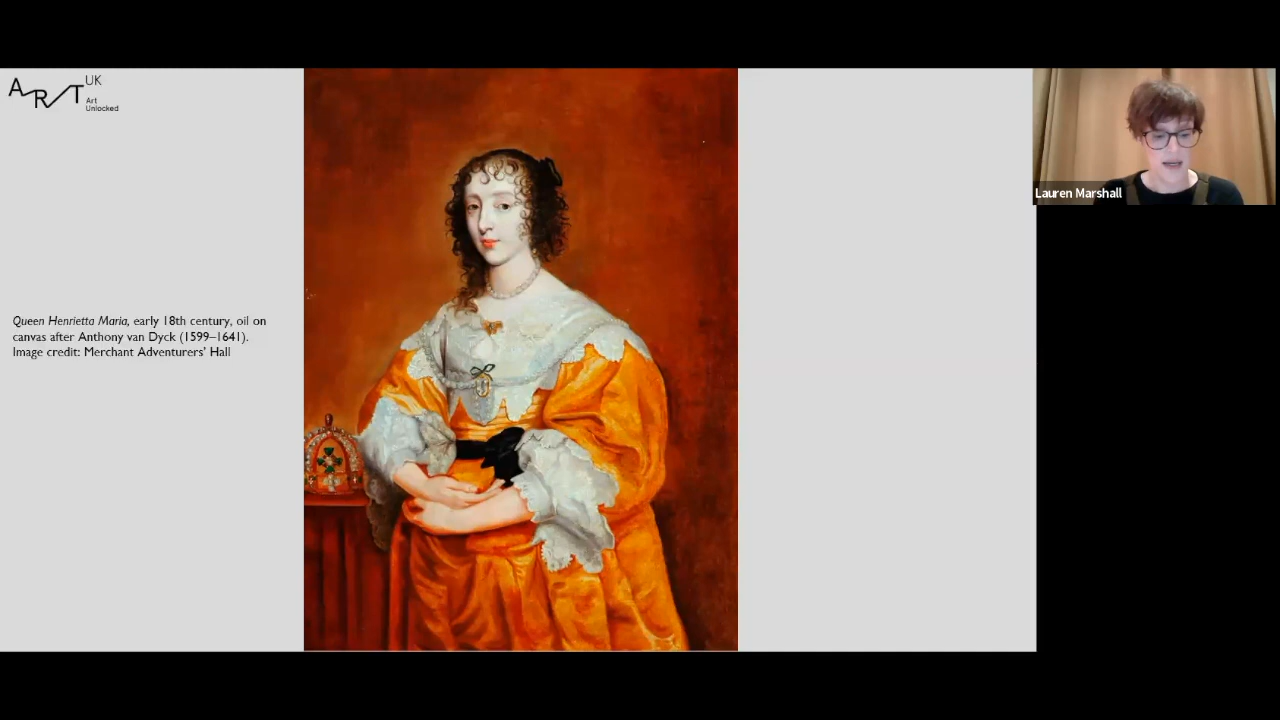 ART UK
Art
Unlocked
Queen Henrietta Maria, early 18th century, oil on
canvas after Anthony van Dyck (1599–1641).
Image credit: Merchant Adventurers' Hall
Lauren Marshall